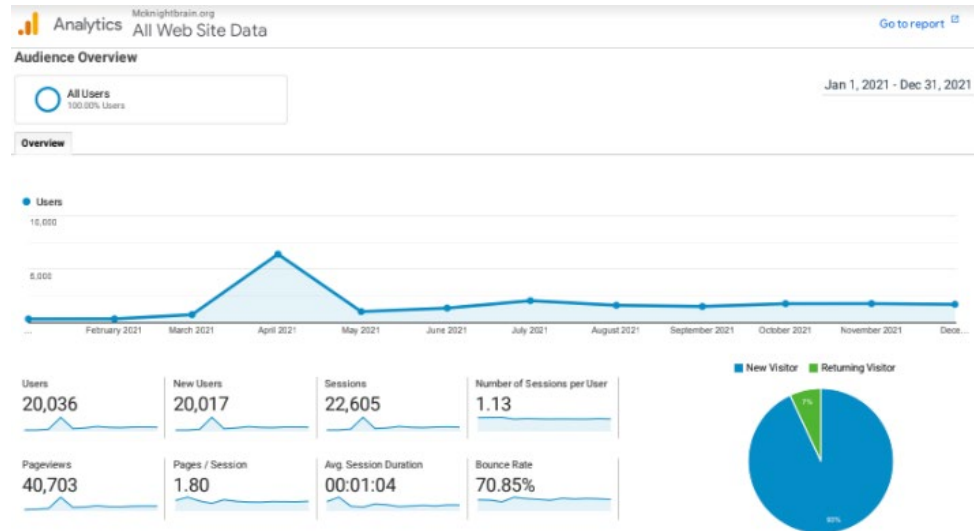 Mcknightbrain.org
Analytics All Web Site Data
Go to report
Audience Overview
All Users
100.00% Users
Jan 1, 2021 - Dec 31, 2021
Overview
Users
10,000
5,000
... February 2021 March 2021 April 2021 May 2021 June 2021 July 2021 August 2021 September 2021 October 2021 November 2021 Dece...
New Visitor Returning Visitor
Users New Users Sessions Number of Sessions per User
20,036 20,017 22,605 1.13
7%
Pageviews Pages / Session Avg. Session Duration Bounce Rate
40,703 1.80 00:01:04 70.85%
93%